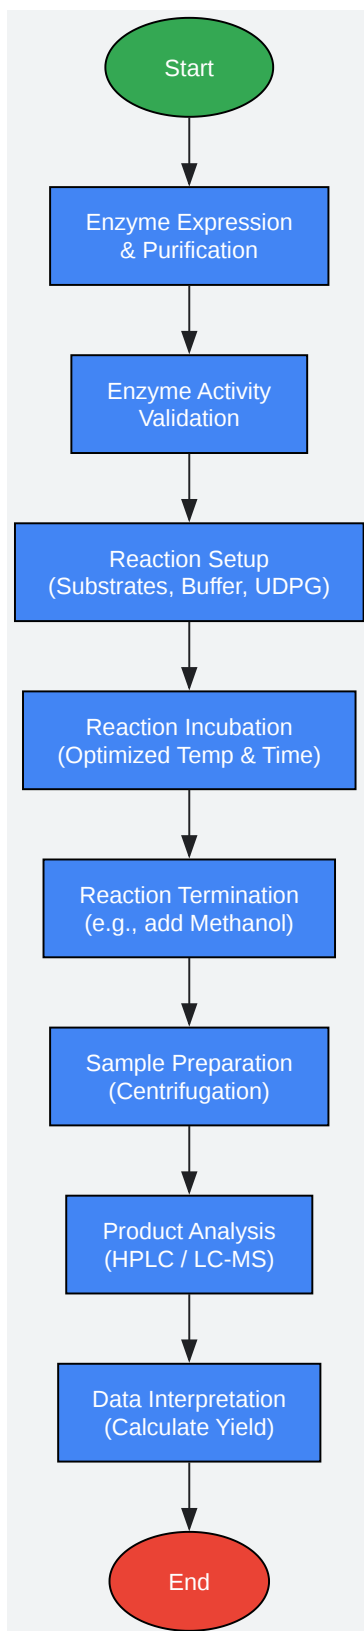 Start
Enzyme Expression
& Purification
Enzyme Activity
Validation
Reaction Setup
(Substrates, Buffer, UDPG)
Reaction Incubation
(Optimized Temp & Time)
Reaction Termination
(e.g., add Methanol)
Sample Preparation
(Centrifugation)
Product Analysis
(HPLC / LC-MS)
Data Interpretation
(Calculate Yield)
End